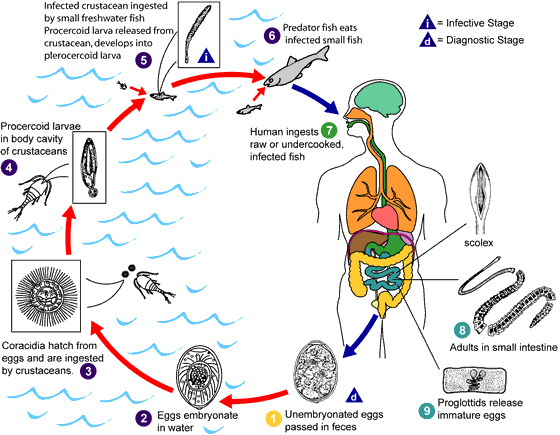 Infected crustacean ingested
by small freshwater fish
Procercoid larva released from
crustacean, develops into
plerocercoid larva
5
i
6
Predator fish eats
infected small fish
i = Infective Stage
d = Diagnostic Stage
7
Human ingests
raw or undercooked,
infected fish
Procercoid larvae
in body cavity
of crustaceans
4
scolex
8
Adults in small intestine
Coracidia hatch from
eggs and are ingested
by crustaceans. 3
9 Proglottids release
immature eggs
d
2 Eggs embryonate
in water
1 Unembryonated eggs
passed in feces